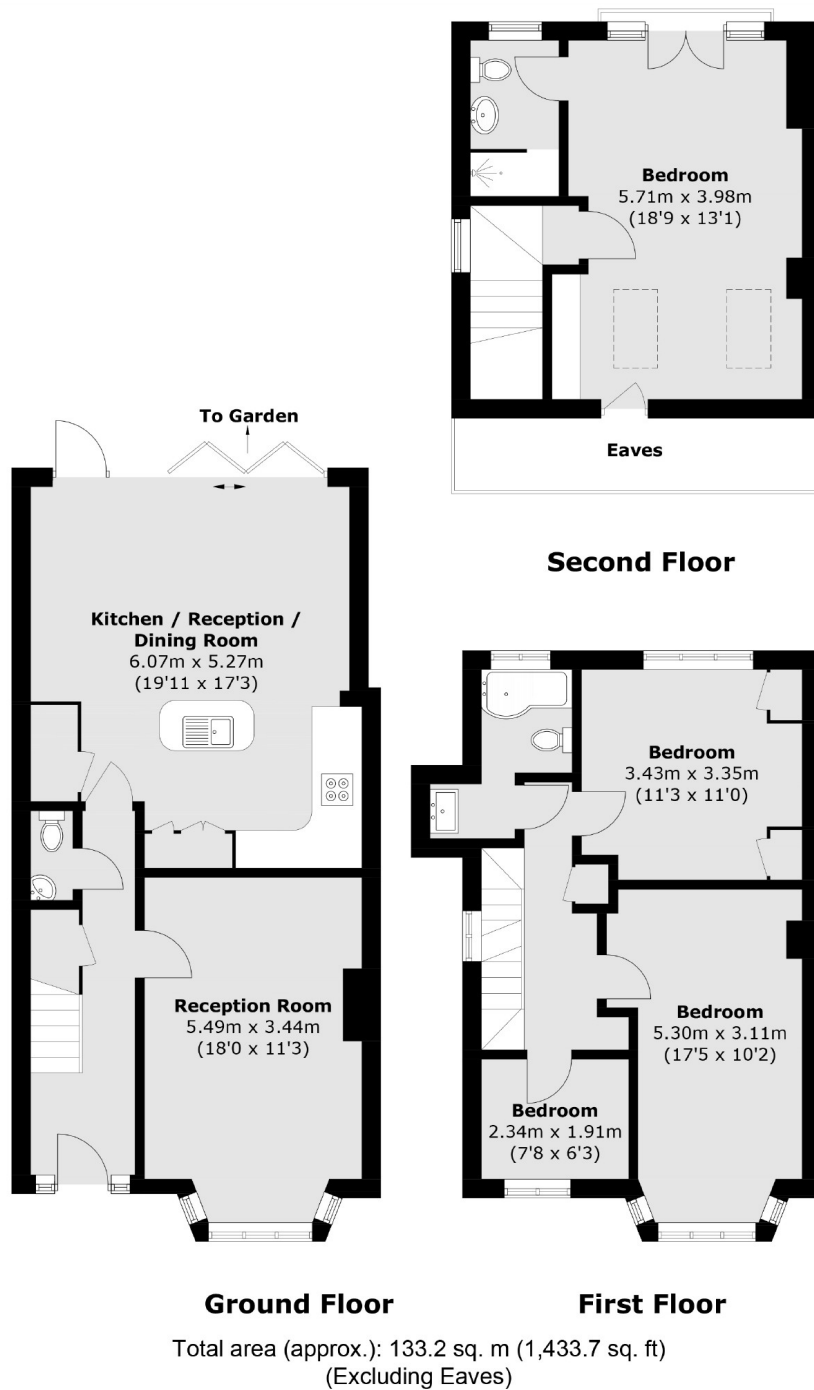 Bedroom
5.71m x 3.98m
(18'9 x 13'1)
Eaves
Second Floor
To Garden
Kitchen / Reception /
Dining Room
6.07m x 5.27m
(19'11 x 17'3)
Reception Room
5.49m x 3.44m
(18'0 x 11'3)
Ground Floor
Bedroom
3.43m x 3.35m
(11'3 x 11'0)
Bedroom
5.30m x 3.11m
(17'5 x 10'2)
Bedroom
2.34m x 1.91m
(7'8 x 6'3)
First Floor
Total area (approx.): 133.2 sq. m (1,433.7 sq. ft)
(Excluding Eaves)